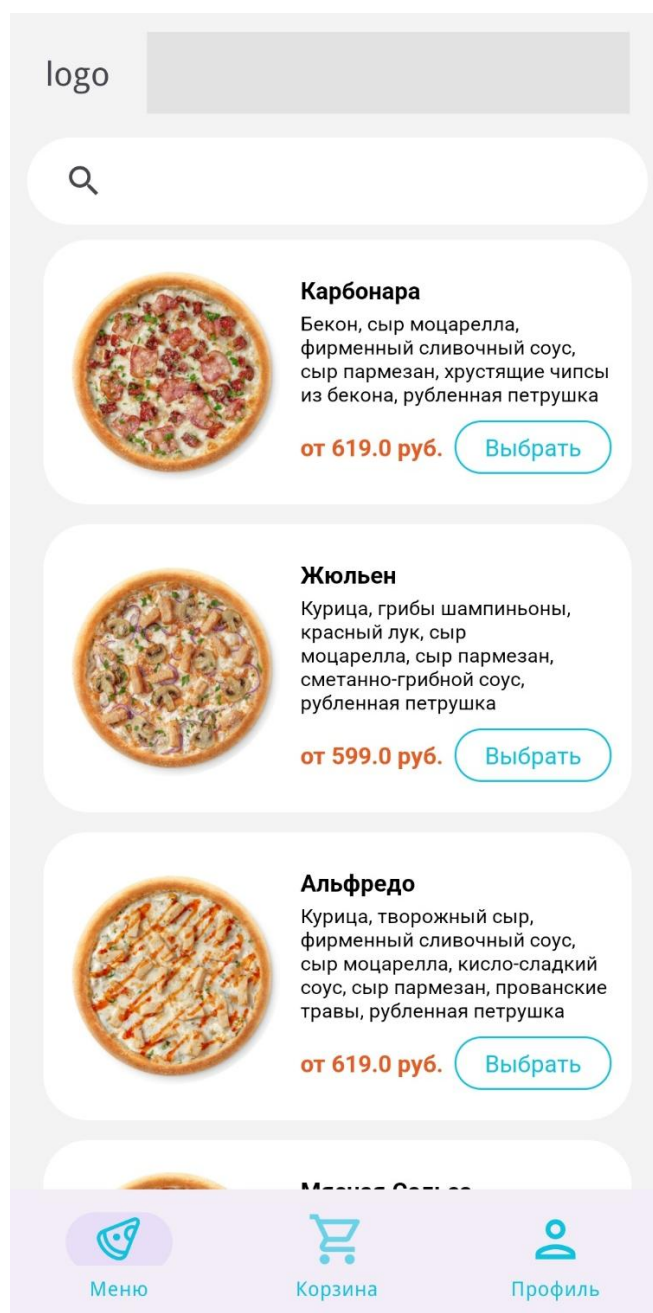 logo
Карбонара
Бекон, сыр моцарелла,
фирменный сливочный соус,
сыр пармезан, хрустящие чипсы
из бекона, рубленная петрушка
от 619.0 руб.
Выбрать
Жюльен
Курица, грибы шампиньоны,
красный лук, сыр
моцарелла, сыр пармезан,
сметанно-грибной соус,
рубленная петрушка
от 599.0 руб.
Выбрать
Альфредо
Курица, творожный сыр,
фирменный сливочный соус,
сыр моцарелла, кисло-сладкий
соус, сыр пармезан, прованские
травы, рубленная петрушка
от 619.0 руб.
Выбрать
Меню
Корзина
Профиль